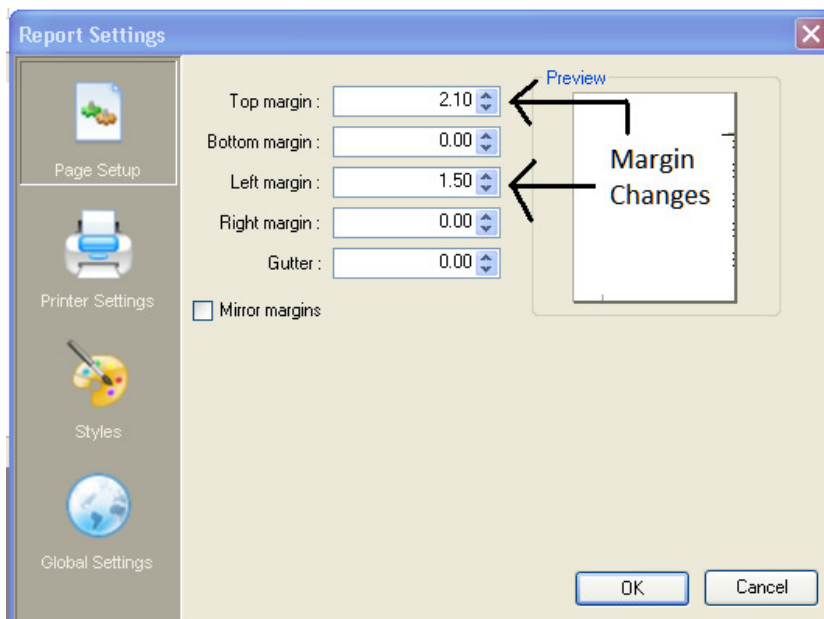 Report Settings
Page Setup
Printer Settings
Styles
Global Settings
Top margin : 2.10
Bottom margin : 0.00
Left margin : 1.50
Right margin : 0.00
Gutter : 0.00
Mirror margins
Preview
Margin
Changes
OK Cancel